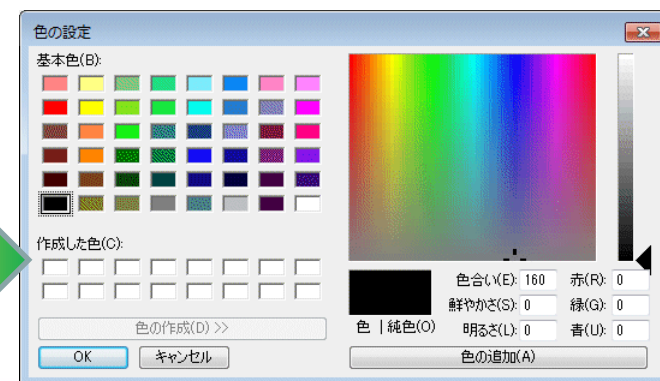 色の設定
基本色(B):
作成した色(C):
色の作成(D) >>
OK
キャンセル
色 | 純色(O)
色合い(E): 160
鮮やかさ(S): 0
明るさ(L): 0
赤(R): 0
緑(G): 0
青(U): 0
色の追加(A)